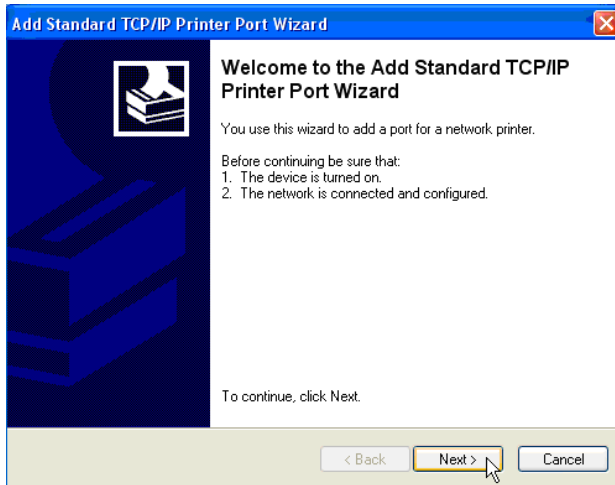 Add Standard TCP/IP Printer Port Wizard
Welcome to the Add Standard TCP/IP
Printer Port Wizard
You use this wizard to add a port for a network printer.
Before continuing be sure that:
1. The device is turned on.
2. The network is connected and configured.
To continue, click Next.
< Back Next > Cancel